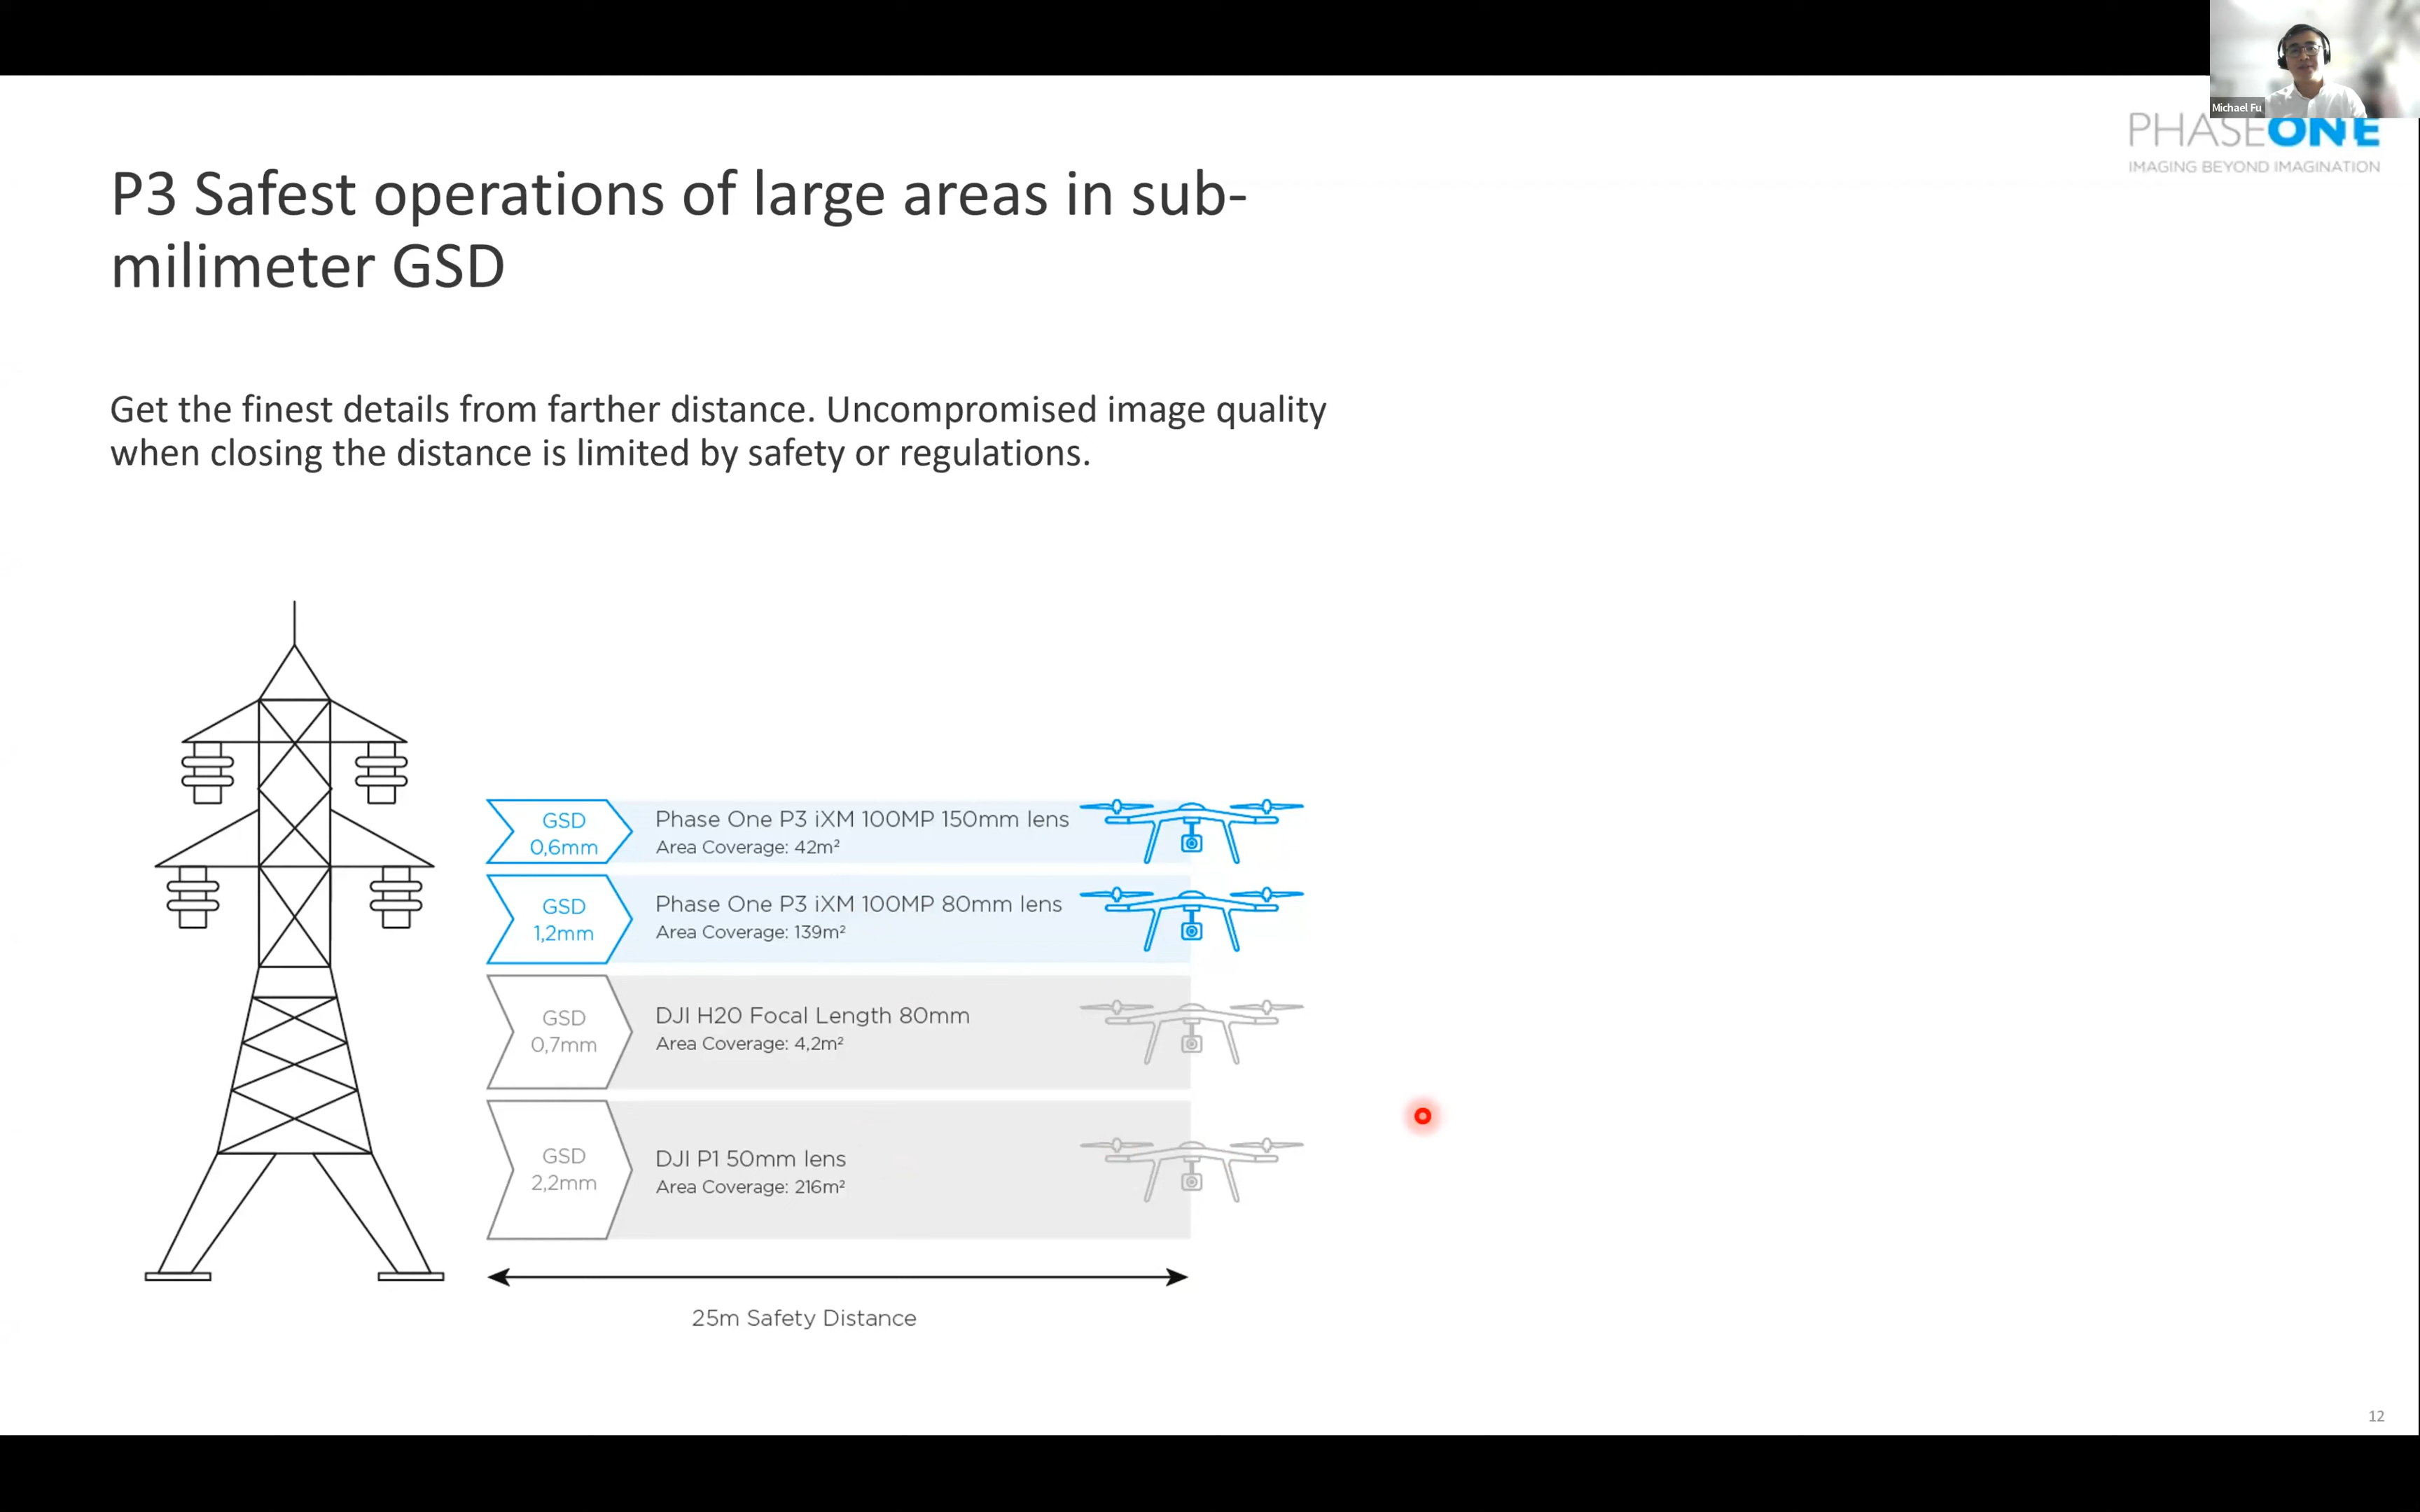 Michael Fu
PHASEONE
IMAGING BEYOND IMAGINATION
P3 Safest operations of large areas in sub-
milimeter GSD
Get the finest details from farther distance. Uncompromised image quality
when closing the distance is limited by safety or regulations.
GSD
0,6mm
Phase One P3 iXM 100MP 150mm lens
Area Coverage: 42m²
GSD
1,2mm
Phase One P3 iXM 100MP 80mm lens
Area Coverage: 139m²
GSD
0,7mm
DJI H20 Focal Length 80mm
Area Coverage: 4,2m²
GSD
2,2mm
DJI P1 50mm lens
Area Coverage: 216m²
25m Safety Distance
12